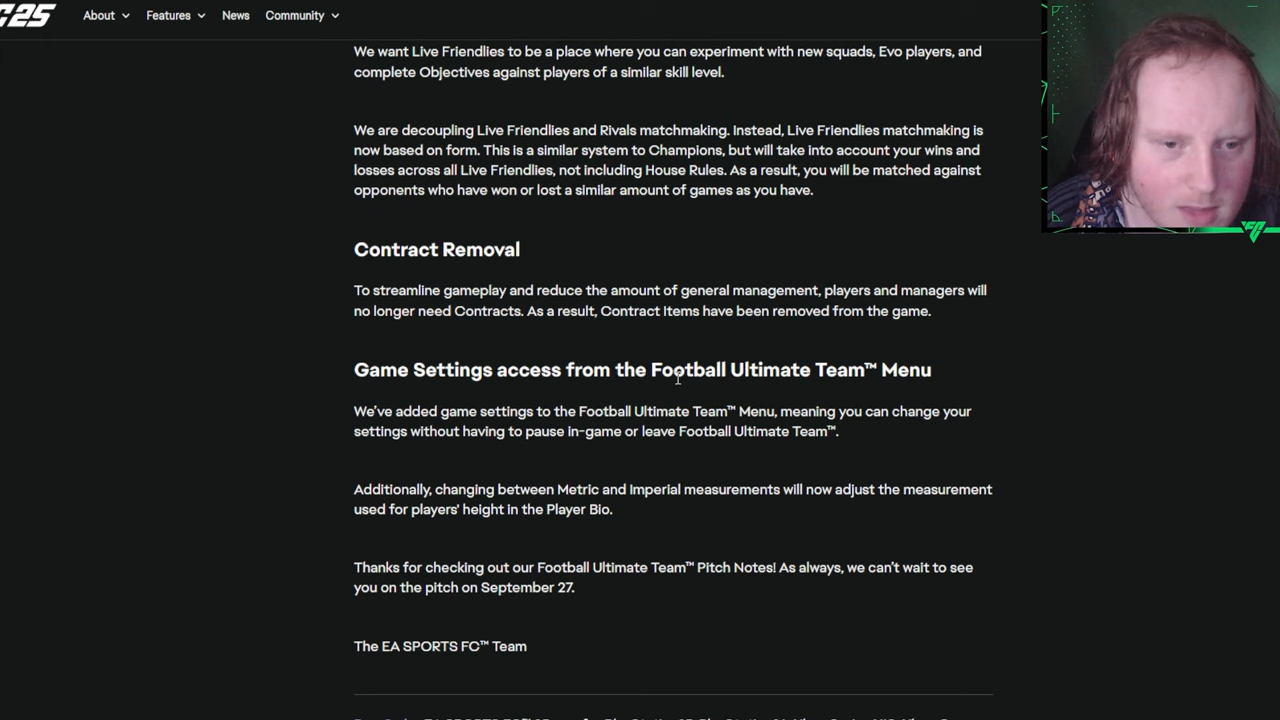 C25
About Features News Community
We want Live Friendlies to be a place where you can experiment with new squads, Evo players, and
complete Objectives against players of a similar skill level.
We are decoupling Live Friendlies and Rivals matchmaking. Instead, Live Friendlies matchmaking is
now based on form. This is a similar system to Champions, but will take into account your wins and
losses across all Live Friendlies, not including House Rules. As a result, you will be matched against
opponents who have won or lost a similar amount of games as you have.
Contract Removal
To streamline gameplay and reduce the amount of general management, players and managers will
no longer need Contracts. As a result, Contract Items have been removed from the game.
Game Settings access from the Football Ultimate Team™ Menu
We’ve added game settings to the Football Ultimate Team™ Menu, meaning you can change your
settings without having to pause in-game or leave Football Ultimate Team™.
Additionally, changing between Metric and Imperial measurements will now adjust the measurement
used for players’ height in the Player Bio.
Thanks for checking out our Football Ultimate Team™ Pitch Notes! As always, we can’t wait to see
you on the pitch on September 27.
The EA SPORTS FC™ Team